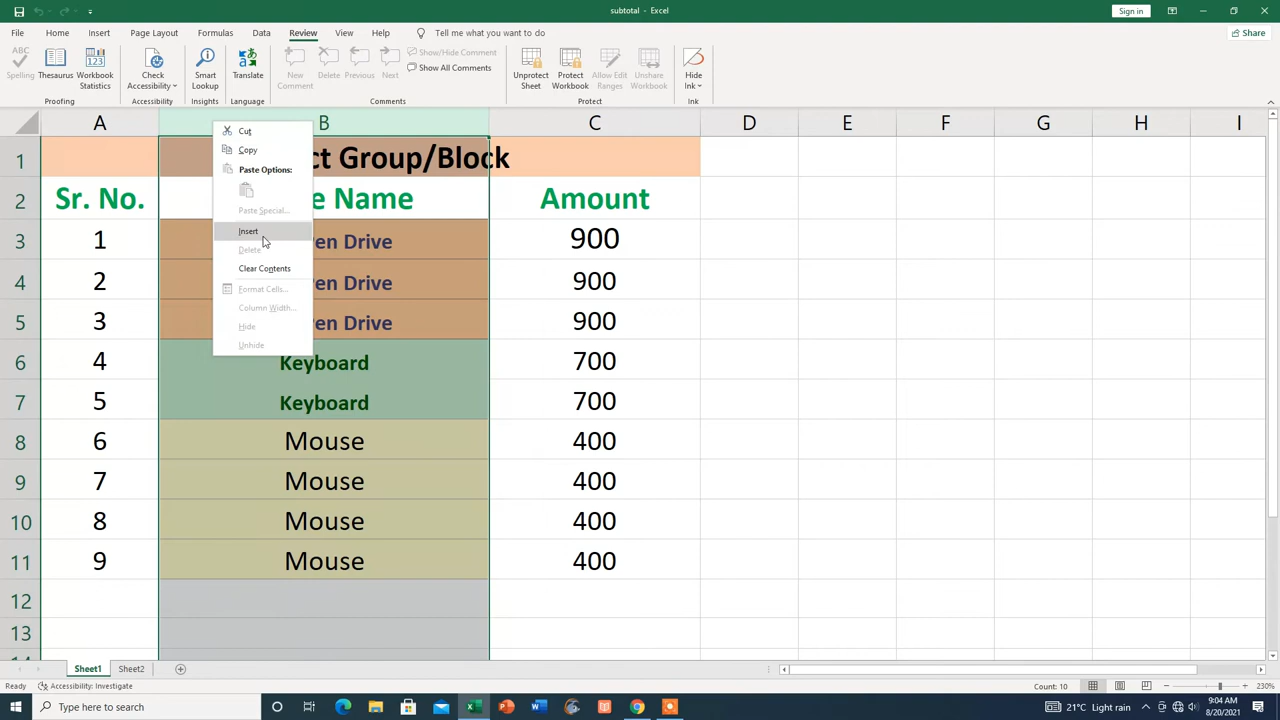 subtotal - Excel
Sign in
File Home Insert Page Layout Formulas Data Review View Help Tell me what you want to do
Share
Spelling
Thesaurus
Workbook Statistics
Check Accessibility
Smart Lookup
Translate
New Comment
Delete
Previous
Next
Show/Hide Comment
Show All Comments
Unprotect Sheet
Protect Workbook
Allow Edit Ranges
Unshare Workbook
Hide Ink
Proofing Accessibility Insights Language Comments Protect Ink
A B C D E F G H I
1 ct Group/Block
2 Sr. No. e Name Amount
3 1 en Drive 900
4 2 en Drive 900
5 3 en Drive 900
6 4 Keyboard 700
7 5 Keyboard 700
8 6 Mouse 400
9 7 Mouse 400
10 8 Mouse 400
11 9 Mouse 400
12
13
Cut
Copy
Paste Options:
Paste Special...
Insert
Delete
Clear Contents
Format Cells...
Column Width...
Hide
Unhide
Sheet1 Sheet2
Ready Accessibility: Investigate Count: 10 230%
Type here to search
21°C Light rain
9:04 AM
8/20/2021